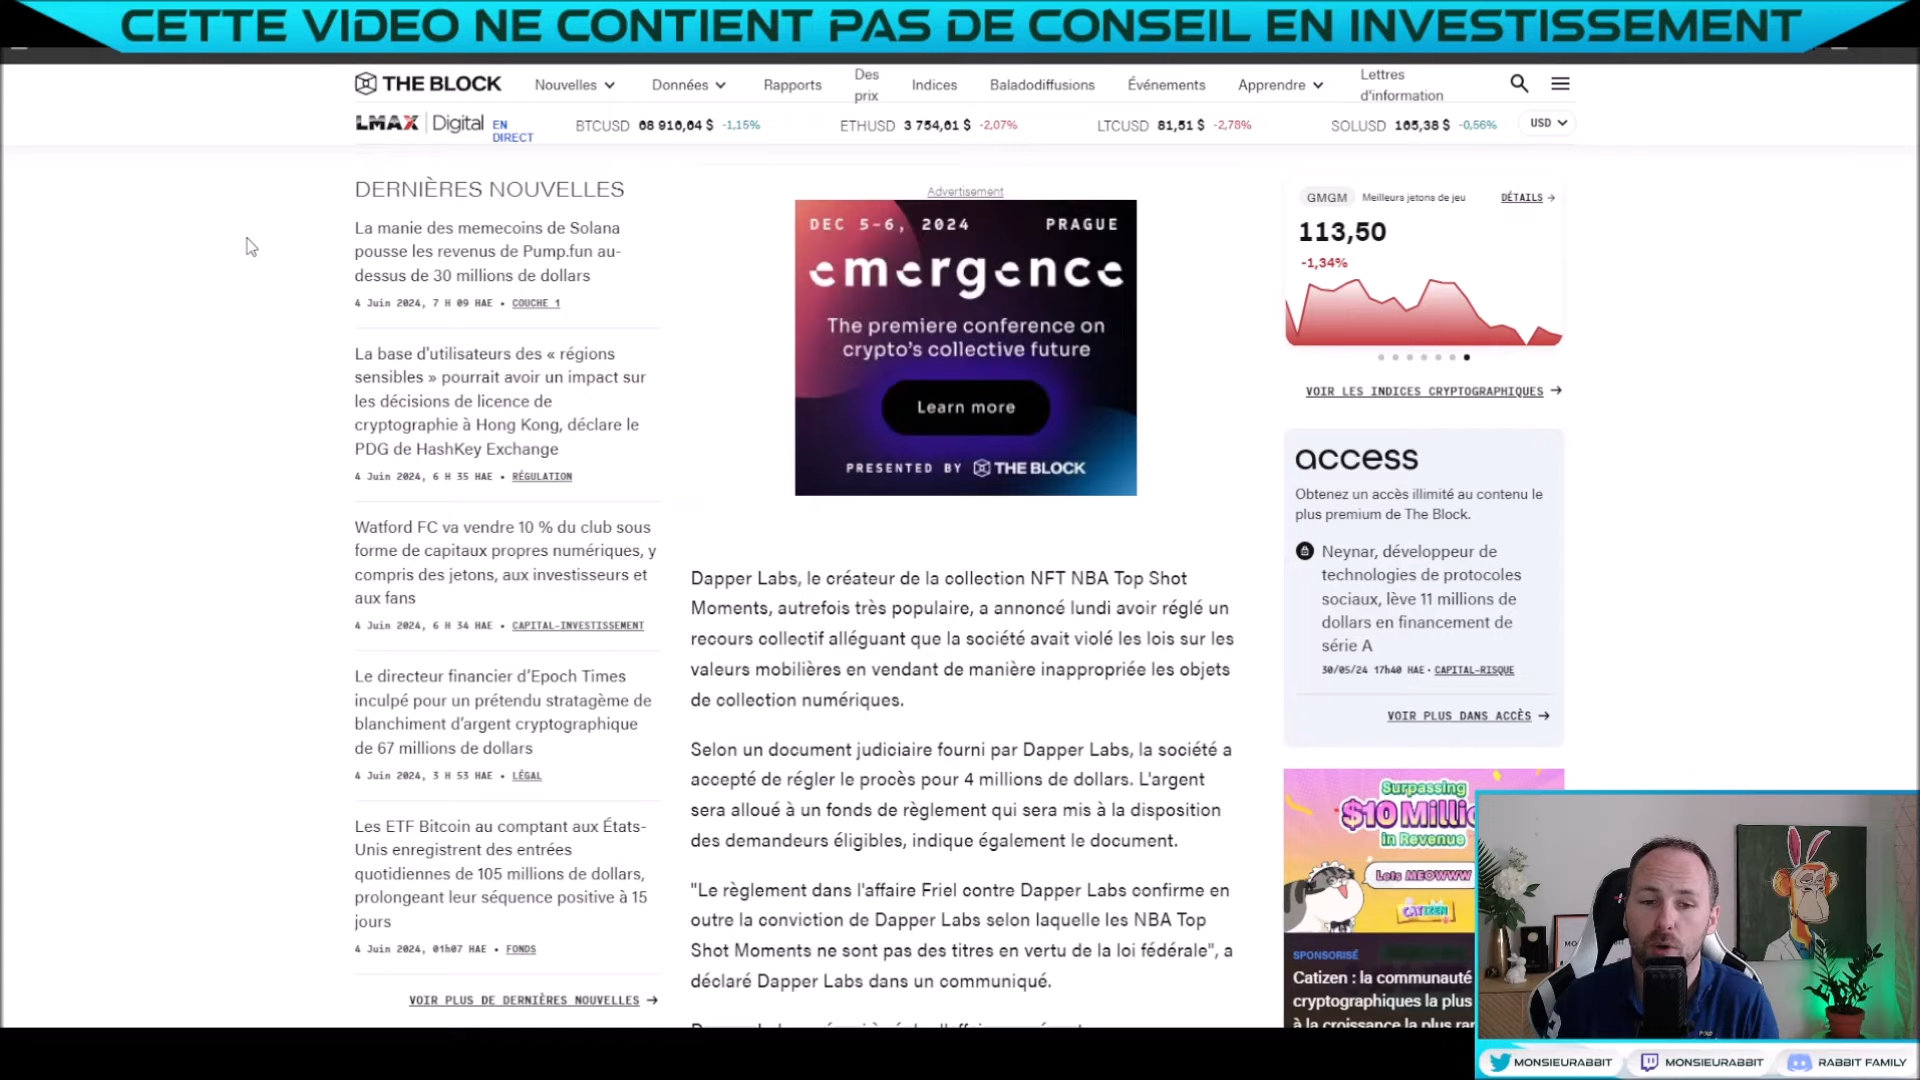 CETTE VIDEO NE CONTIENT PAS DE CONSEIL EN INVESTISSEMENT
THE BLOCK
Nouvelles
Données
Rapports
Des
prix
Indices
Baladodiffusions
Événements
Apprendre
Lettres
d'information
LMAX Digital
EN
DIRECT
BTCUSD 68 916,64 $ -1,15%
ETHUSD 3 754,61 $ -2,07%
LTCUSD 81,51 $ -2,78%
SOLUSD 165,38 $ -0,56%
USD
DERNIÈRES NOUVELLES
La manie des memecoins de Solana
pousse les revenus de Pump.fun au-
dessus de 30 millions de dollars
4 Juin 2024, 7 H 09 HAE • COUCHE 1
La base d'utilisateurs des « régions
sensibles » pourrait avoir un impact sur
les décisions de licence de
cryptographie à Hong Kong, déclare le
PDG de HashKey Exchange
4 Juin 2024, 6 H 35 HAE • RÉGULATION
Watford FC va vendre 10 % du club sous
forme de capitaux propres numériques, y
compris des jetons, aux investisseurs et
aux fans
4 Juin 2024, 6 H 34 HAE • CAPITAL-INVESTISSEMENT
Le directeur financier d'Epoch Times
inculpé pour un prétendu stratagème de
blanchiment d'argent cryptographique
de 67 millions de dollars
4 Juin 2024, 3 H 53 HAE • LÉGAL
Les ETF Bitcoin au comptant aux États-
Unis enregistrent des entrées
quotidiennes de 105 millions de dollars,
prolongeant leur séquence positive à 15
jours
4 Juin 2024, 01h07 HAE • FONDS
VOIR PLUS DE DERNIÈRES NOUVELLES →
Advertisement
DEC 5-6, 2024 PRAGUE
emergence
The premiere conference on
crypto's collective future
Learn more
PRESENTED BY THE BLOCK
Dapper Labs, le créateur de la collection NFT NBA Top Shot
Moments, autrefois très populaire, a annoncé lundi avoir réglé un
recours collectif alléguant que la société avait violé les lois sur les
valeurs mobilières en vendant de manière inappropriée les objets
de collection numériques.
Selon un document judiciaire fourni par Dapper Labs, la société a
accepté de régler le procès pour 4 millions de dollars. L'argent
sera alloué à un fonds de règlement qui sera mis à la disposition
des demandeurs éligibles, indique également le document.
"Le règlement dans l'affaire Friel contre Dapper Labs confirme en
outre la conviction de Dapper Labs selon laquelle les NBA Top
Shot Moments ne sont pas des titres en vertu de la loi fédérale", a
déclaré Dapper Labs dans un communiqué.
GMGM Meilleurs jetons de jeu DÉTAILS →
113,50
-1,34%
VOIR LES INDICES CRYPTOGRAPHIQUES →
access
Obtenez un accès illimité au contenu le
plus premium de The Block.
Neynar, développeur de
technologies de protocoles
sociaux, lève 11 millions de
dollars en financement de
série A
30/05/24 17h40 HAE • CAPITAL-RISQUE
VOIR PLUS DANS ACCÈS →
Surpassing
$10 Millio
in Revenue
Lets MEOWWW
CATIZEN
SPONSORISÉ
Catizen : la communauté
cryptographiques la plus
à la croissance la plus ra
MONSIEURABBIT
MONSIEURABBIT
RABBIT FAMILY